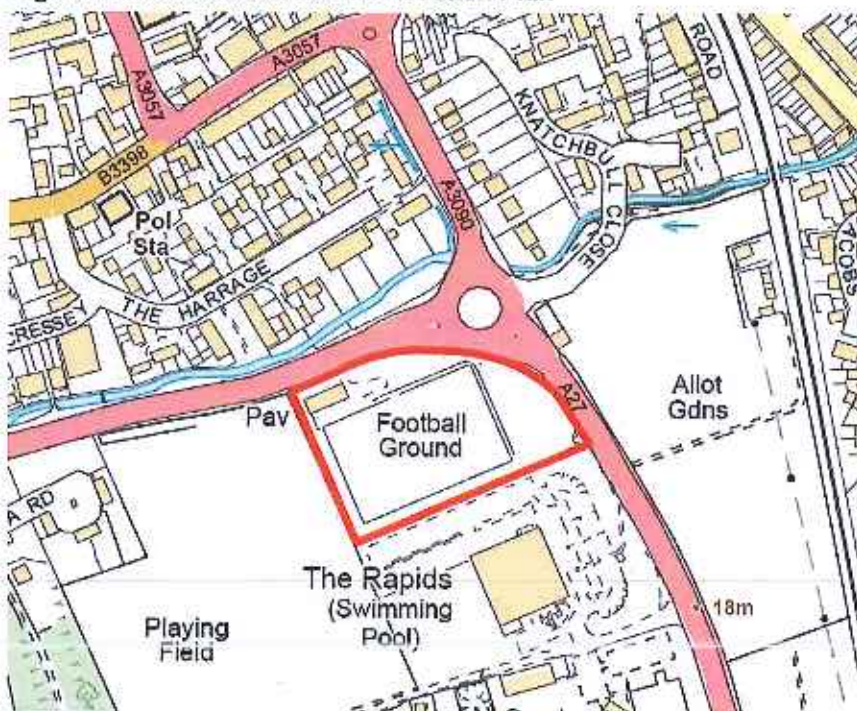 A3057
A3057
ROAD
KNATCHBULL CLOSE
B3398
A3090
Pol
Sta
THE HARRAGE
CRESSE
ACOBS
A27
Allot
Gdns
Pav
Football
Ground
A RD
The Rapids
(Swimming
Pool)
18m
Playing
Field